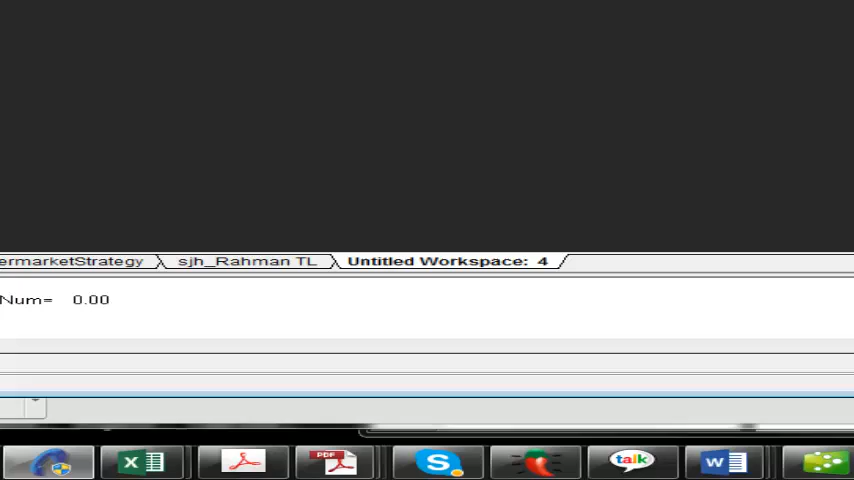 ermarketStrategy sjh_Rahman TL Untitled Workspace: 4
Num= 0.00
PDF talk